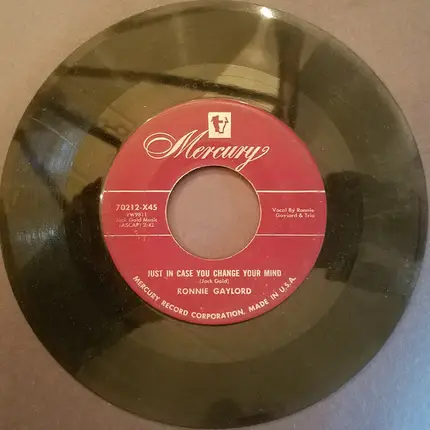 Mercury
70212-X45
YW9811
Jack Gold Music
(ASCAP) 2:42
Vocal By Ronnie
Gaylord & Trio
JUST IN CASE YOU CHANGE YOUR MIND
(Jack Gold)
RONNIE GAYLORD
MERCURY RECORD CORPORATION, MADE IN U.S.A.